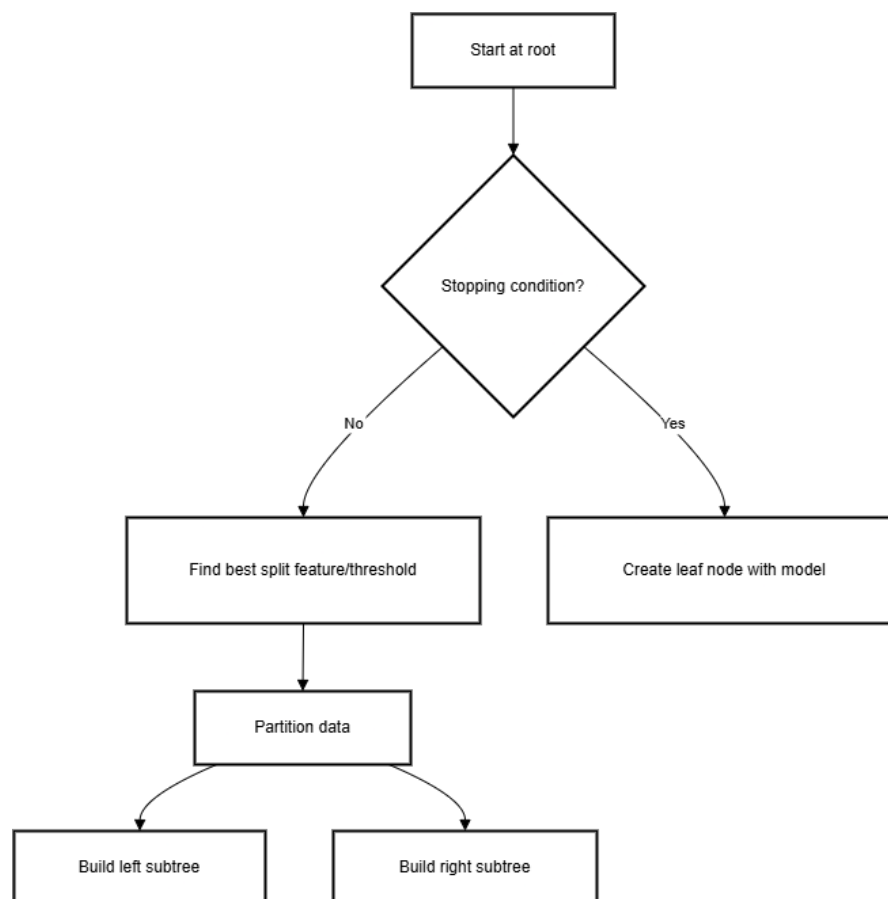 Start at root
Stopping condition?
No
Yes
Find best split feature/threshold
Create leaf node with model
Partition data
Build left subtree
Build right subtree